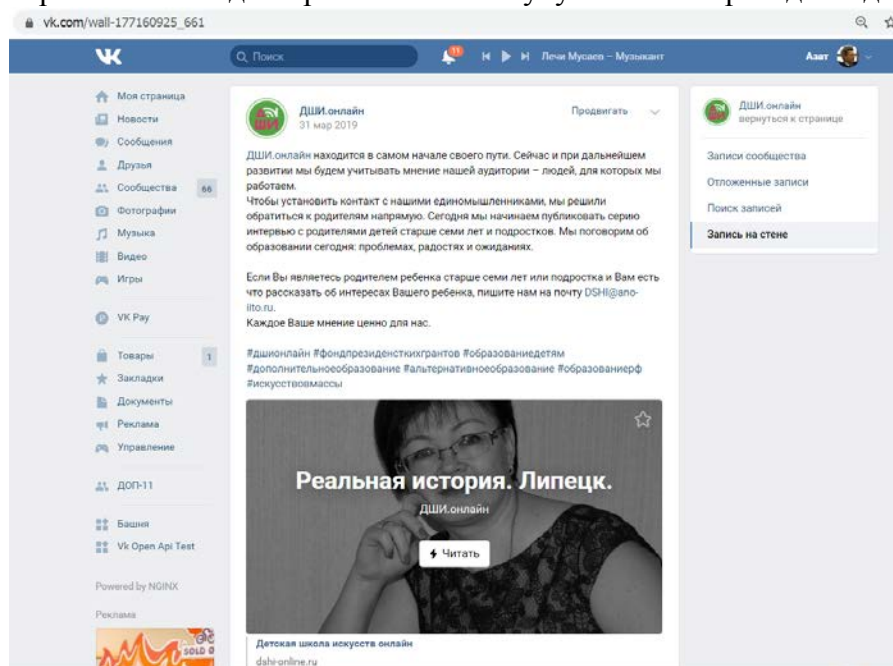 vk.com/wall-177160925_661
Поиск
11
Лечи Мусаев – Музыкант
Азат
Моя страница
Новости
Сообщения
Друзья
Сообщества 66
Фотографии
Музыка
Видео
Игры
VK Pay
Товары 1
Закладки
Документы
Реклама
Управление
ДОП-11
Башня
Vk Open Api Test
Powered by NGINX
Реклама
SOLD
ДШИ
ДШИ.онлайн
31 мар 2019
Продвигать
ДШИ.онлайн находится в самом начале своего пути. Сейчас и при дальнейшем
развитии мы будем учитывать мнение нашей аудитории – людей, для которых мы
работаем.
Чтобы установить контакт с нашими единомышленниками, мы решили
обратиться к родителям напрямую. Сегодня мы начинаем публиковать серию
интервью с родителями детей старше семи лет и подростков. Мы поговорим об
образовании сегодня: проблемах, радостях и ожиданиях.
Если Вы являетесь родителем ребенка старше семи лет или подростка и Вам есть
что рассказать об интересах Вашего ребенка, пишите нам на почту DSHI@ano-
iito.ru.
Каждое Ваше мнение ценно для нас.
#дшионлайн #фондпрезиденсткихгрантов #образованиедетям
#дополнительноеобразование #альтернативноеобразование #образованиерф
#искусствовмассы
Реальная история. Липецк.
ДШИ.онлайн
Читать
Детская школа искусств онлайн
dshi-online.ru
ДШИ
ДШИ.онлайн
вернуться к странице
Записи сообщества
Отложенные записи
Поиск записей
Запись на стене